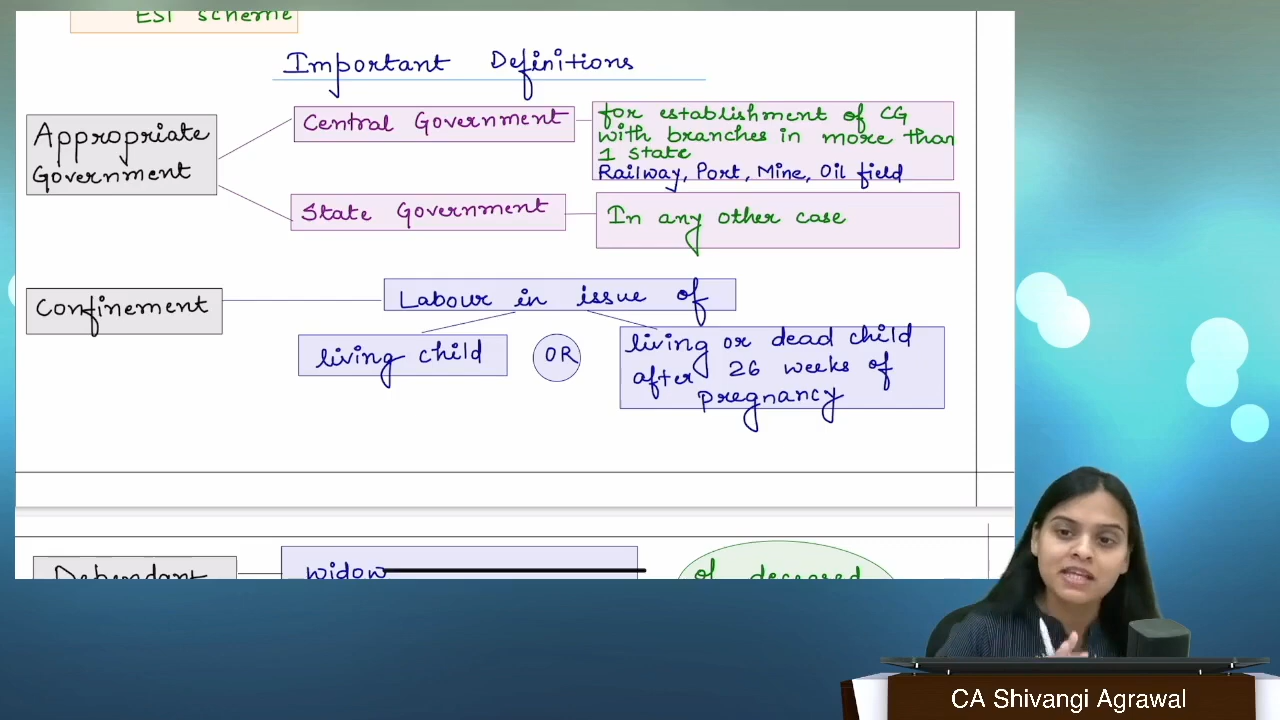 ESI scheme
Important Definitions
Appropriate
Government
Central Government
for establishment of CG
with branches in more than
1 state
Railway, Port, Mine, Oil field
State Government
In any other case
Confinement
Labour in issue of
living child
OR
living or dead child
after 26 weeks of
pregnancy
Dependant
widow
of deceased
CA Shivangi Agrawal